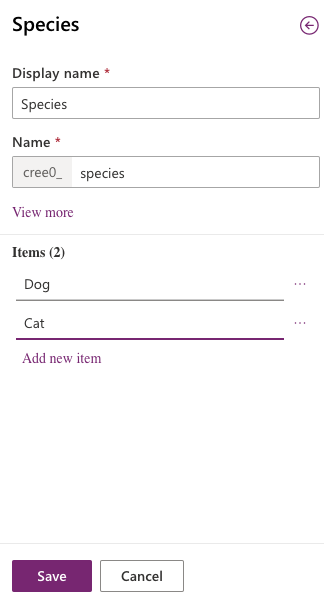 Species
Display name *
Species
Name *
cree0_ species
View more
Items (2)
Dog
Cat
Add new item
Save Cancel